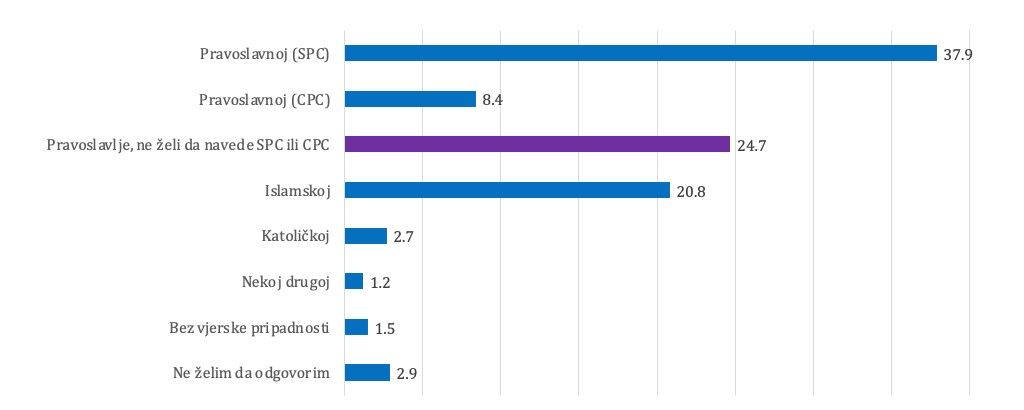 Pravoslavnoj (SPC) 37.9
Pravoslavnoj (CPC) 8.4
Pravoslavlje, ne želi da navede SPC ili CPC 24.7
Islamskoj 20.8
Katoličkoj 2.7
Nekoj drugoj 1.2
Bez vjerske pripadnosti 1.5
Ne želim da odgovorim 2.9